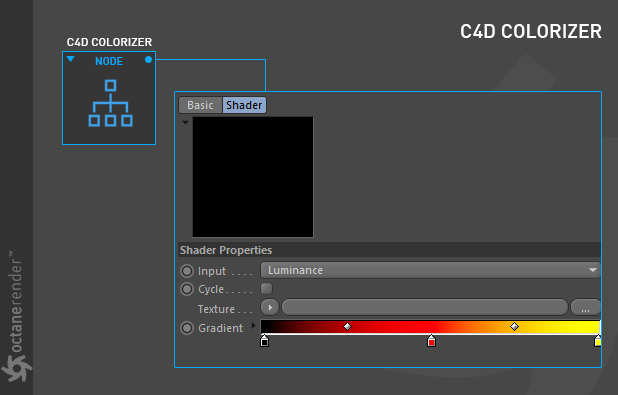 C4D COLORIZER
C4D COLORIZER
NODE
Basic
Shader
Shader Properties
Input . . . . Luminance
Cycle . . . . .
Texture . . . ...
Gradient
octanerender™